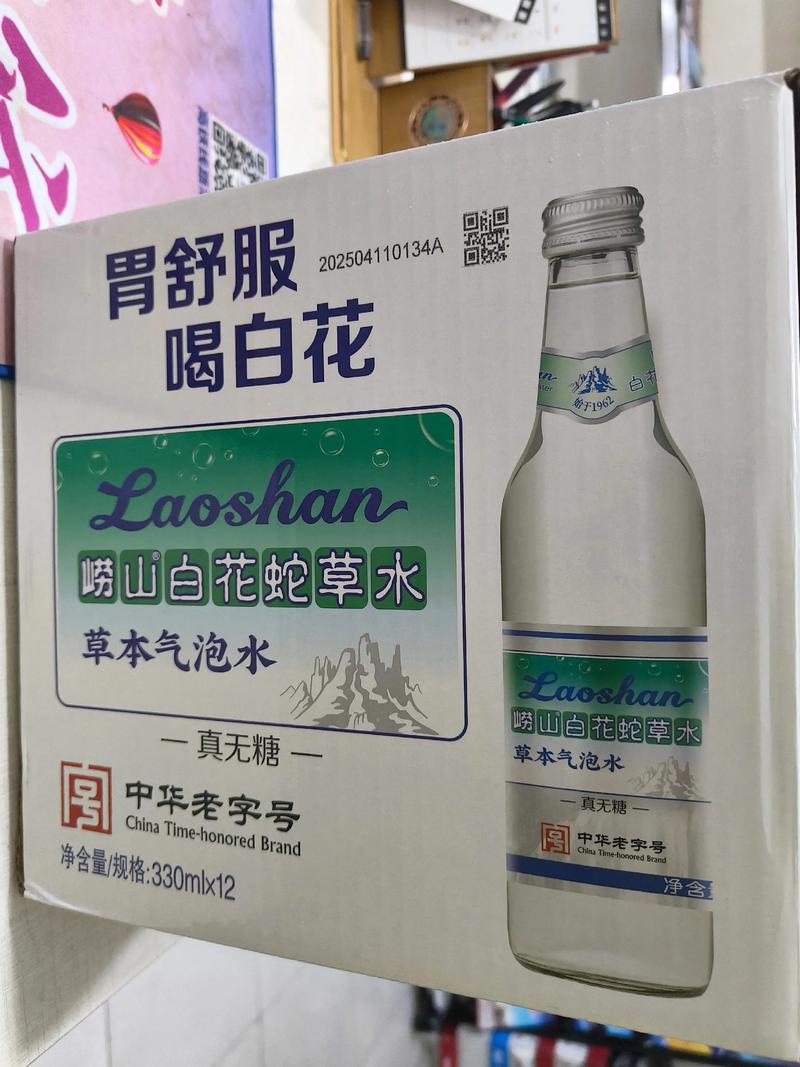 胃舒服
喝白花
202504110134A
Laoshan
崂山®白花蛇草水
草本气泡水
真无糖
中华老字号
China Time-honored Brand
净含量/规格:330mlx12
白花
始于1962
Laoshan
崂山白花蛇草水
草本气泡水
真无糖
中华老字号
China Time-honored Brand
净含